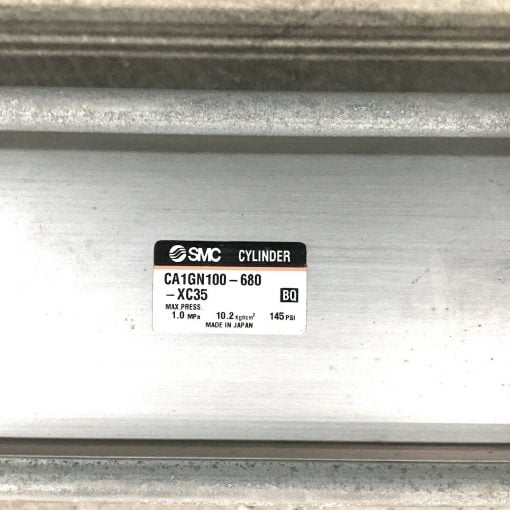 SMC CYLINDER
CA1GN100-680
-XC35 BQ
MAX.PRESS.
1.0 MPa 10.2 Kgf/cm² 145 PSI
MADE IN JAPAN